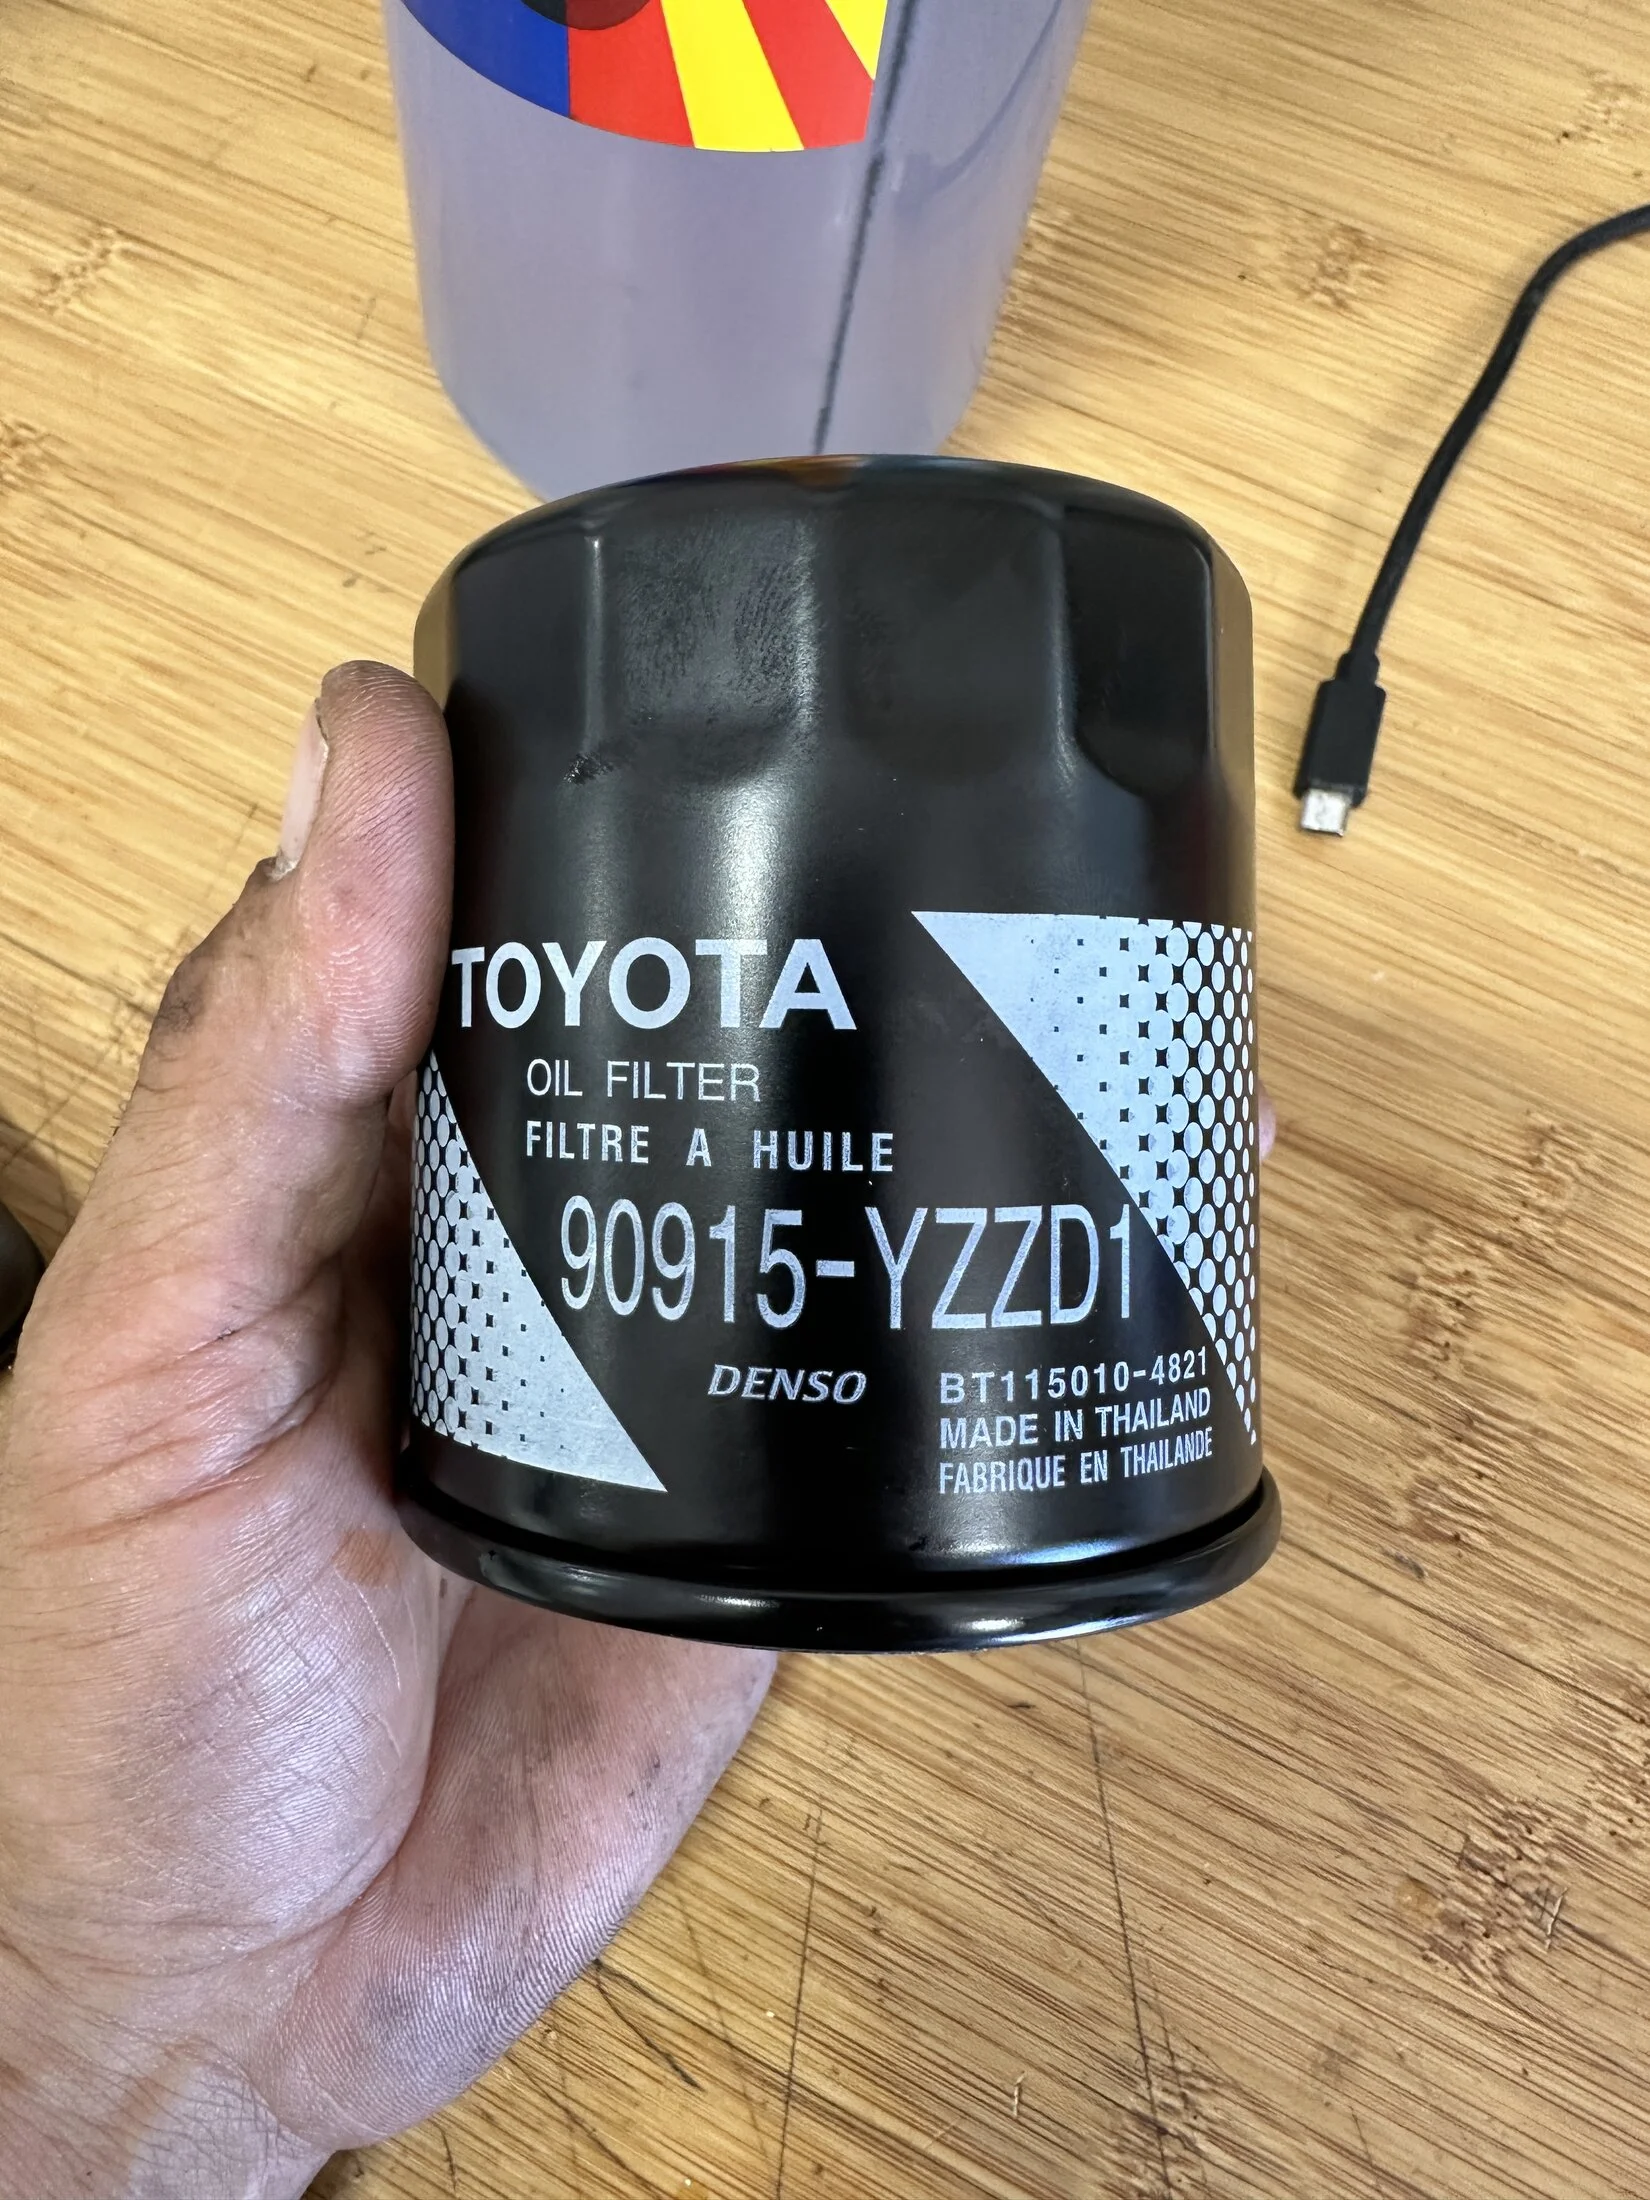 TOYOTA
OIL FILTER
FILTRE A HUILE
90915-YZZD1
DENSO
BT115010-4821
MADE IN THAILAND
FABRIQUE EN THAILANDE